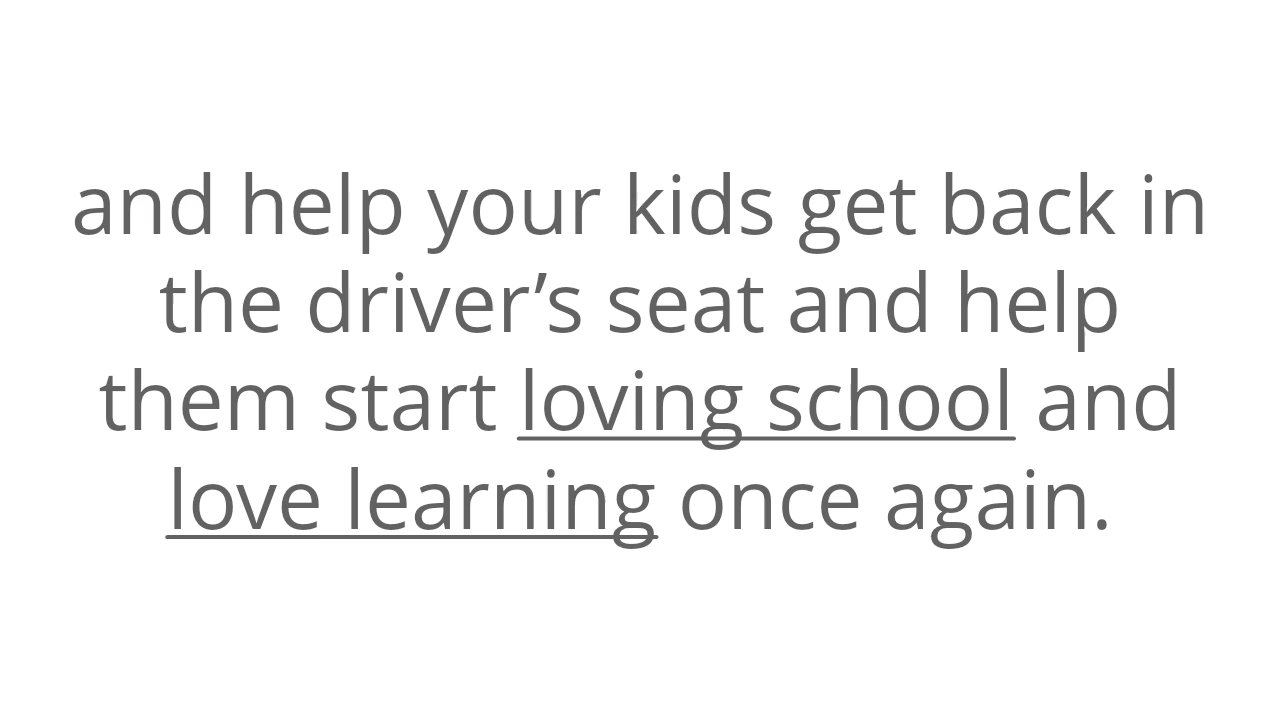 and help your kids get back in
the driver’s seat and help
them start loving school and
love learning once again.